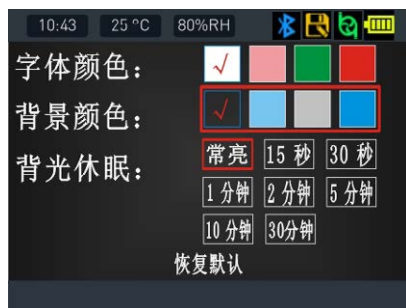 10:43 25 °C 80%RH
字体颜色：
背景颜色：
背光休眠： 常亮 15 秒 30 秒
1 分钟 2 分钟 5 分钟
10 分钟 30分钟
恢复默认